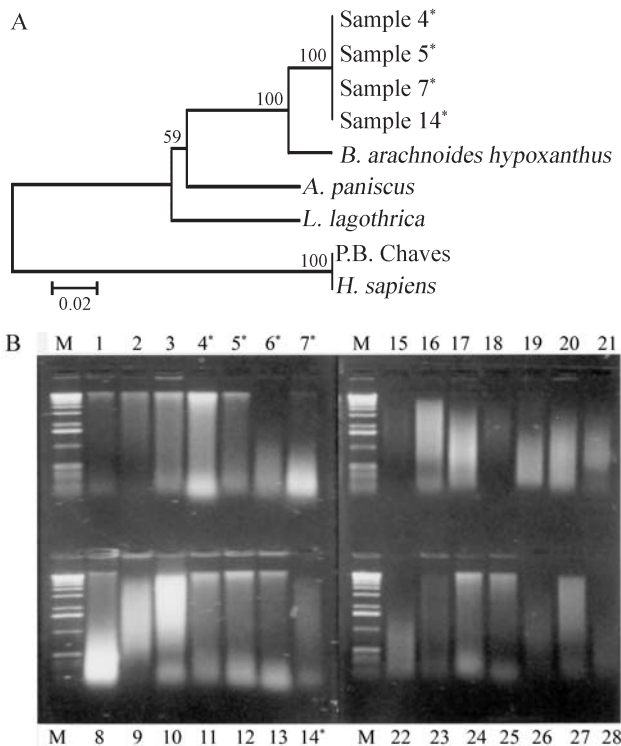 A
Sample 4*
100
Sample 5*
Sample 7*
100
Sample 14*
59
B. arachnoides hypoxanthus
A. paniscus
L. lagothrica
100
P.B. Chaves
H. sapiens
0.02
B
M 1 2 3 4* 5* 6* 7* M 15 16 17 18 19 20 21
M 8 9 10 11 12 13 14* M 22 23 24 25 26 27 28